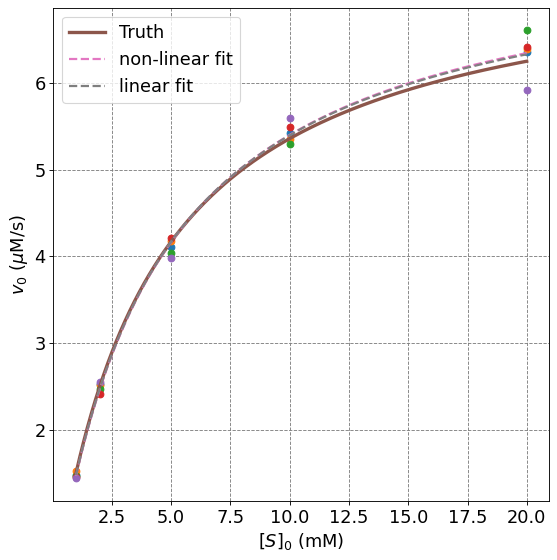 Truth
non-linear fit
linear fit
v₀ (μM/s)
6
5
4
3
2
2.5 5.0 7.5 10.0 12.5 15.0 17.5 20.0
[S]₀ (mM)